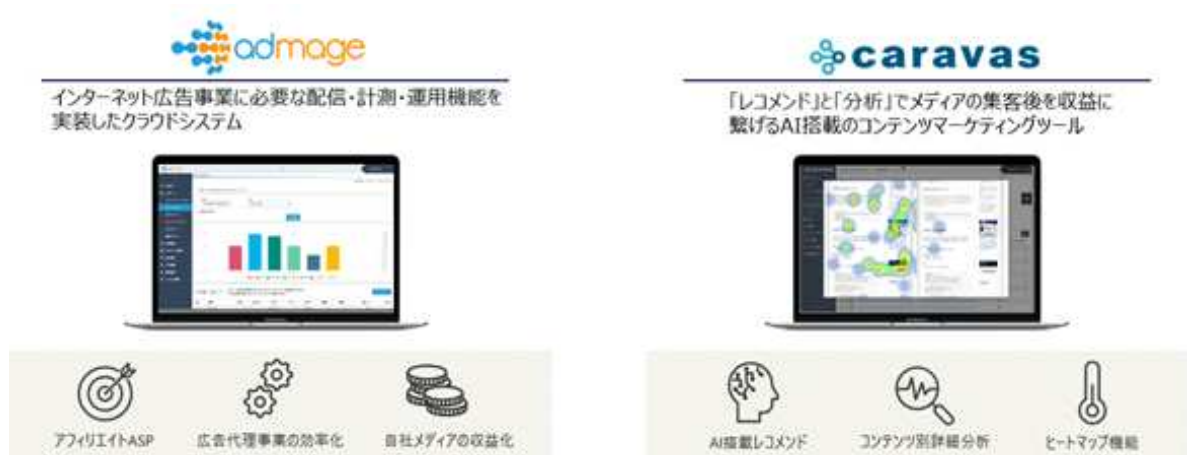 admage
インターネット広告事業に必要な配信・計測・運用機能を
実装したクラウドシステム
アフィリエイトASP
広告代理事業の効率化
自社メディアの収益化
caravas
「レコメンド」と「分析」でメディアの集客後を収益に
繋げるAI搭載のコンテンツマーケティングツール
AI搭載レコメンド
コンテンツ別詳細分析
ヒートマップ機能